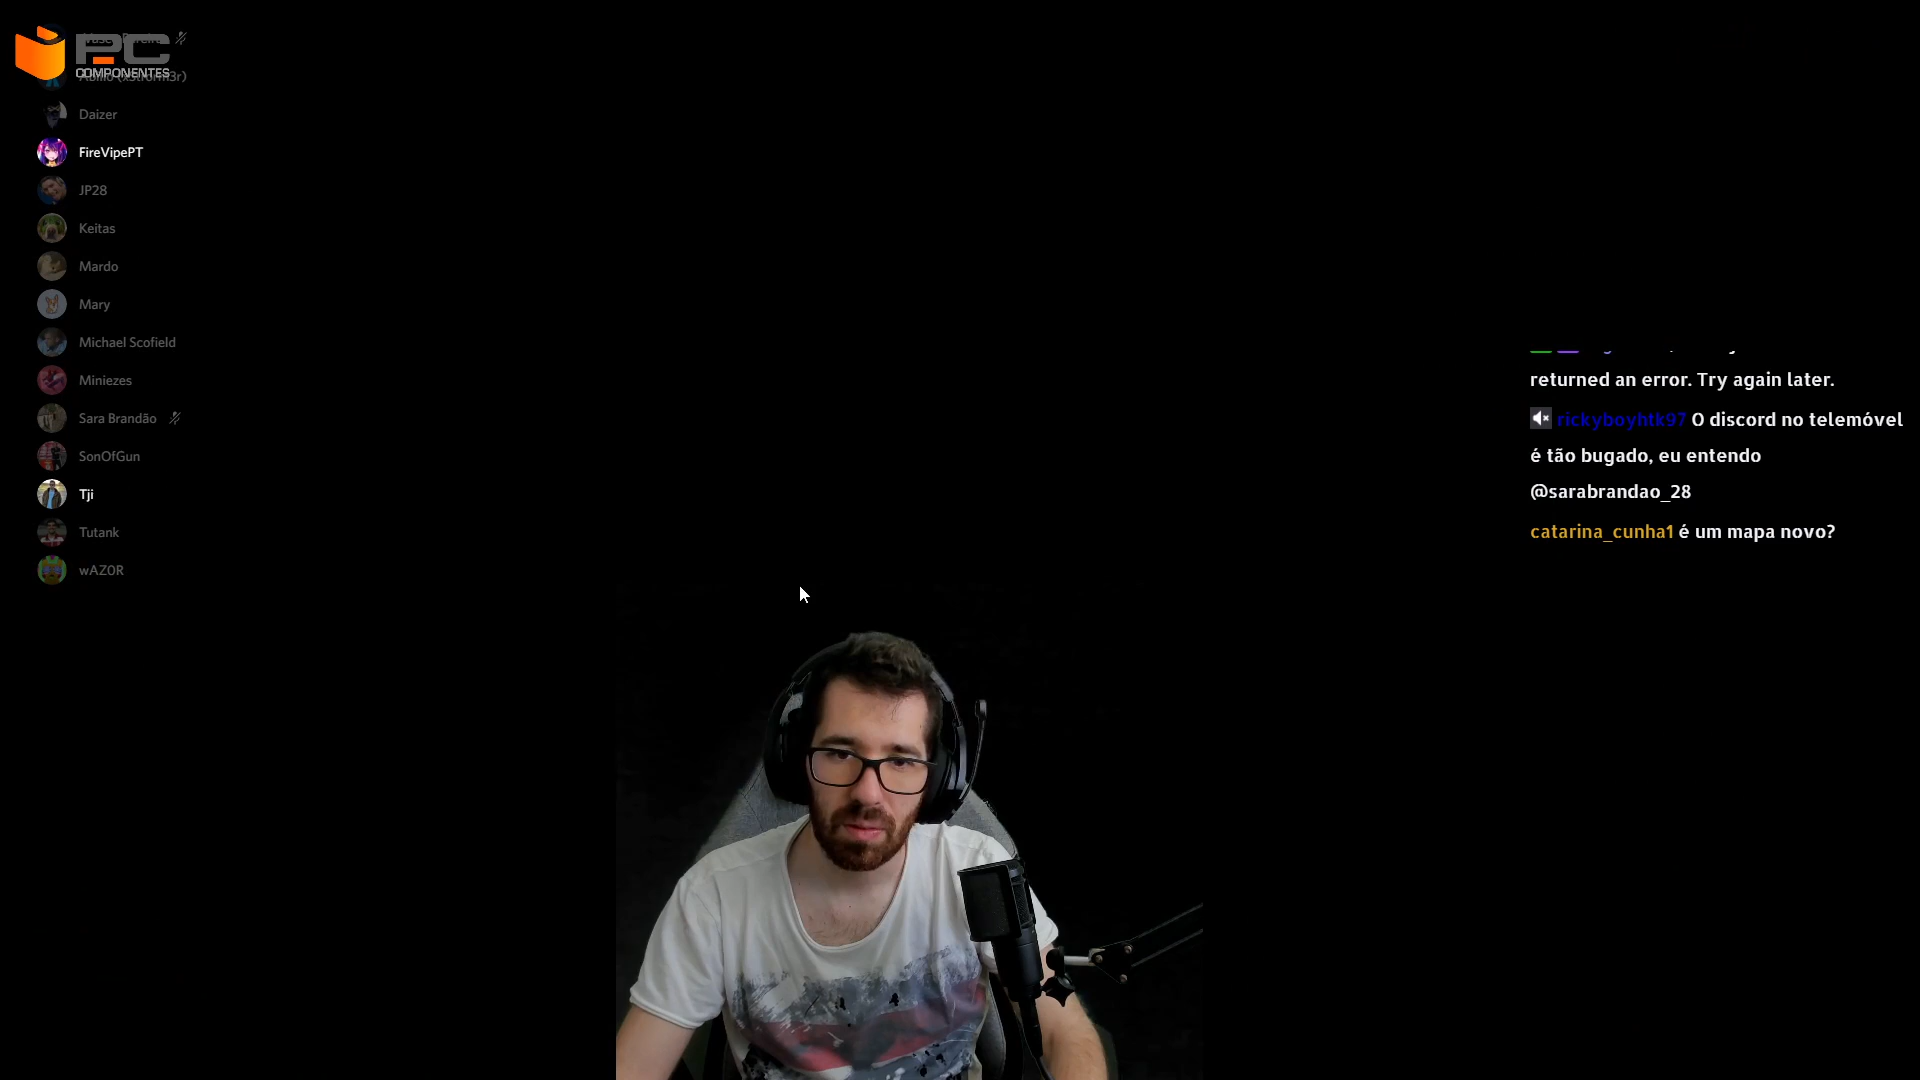 PC
COMPONENTES
Daizer
FireVipePT
JP28
Keitas
Mardo
Mary
Michael Scofield
Miniezes
Sara Brandão
SonOfGun
Tji
Tutank
wAZ0R
returned an error. Try again later.
rickyboyhtk97 O discord no telemóvel
é tão bugado, eu entendo
@sarabrandao_28
catarina_cunha1 é um mapa novo?